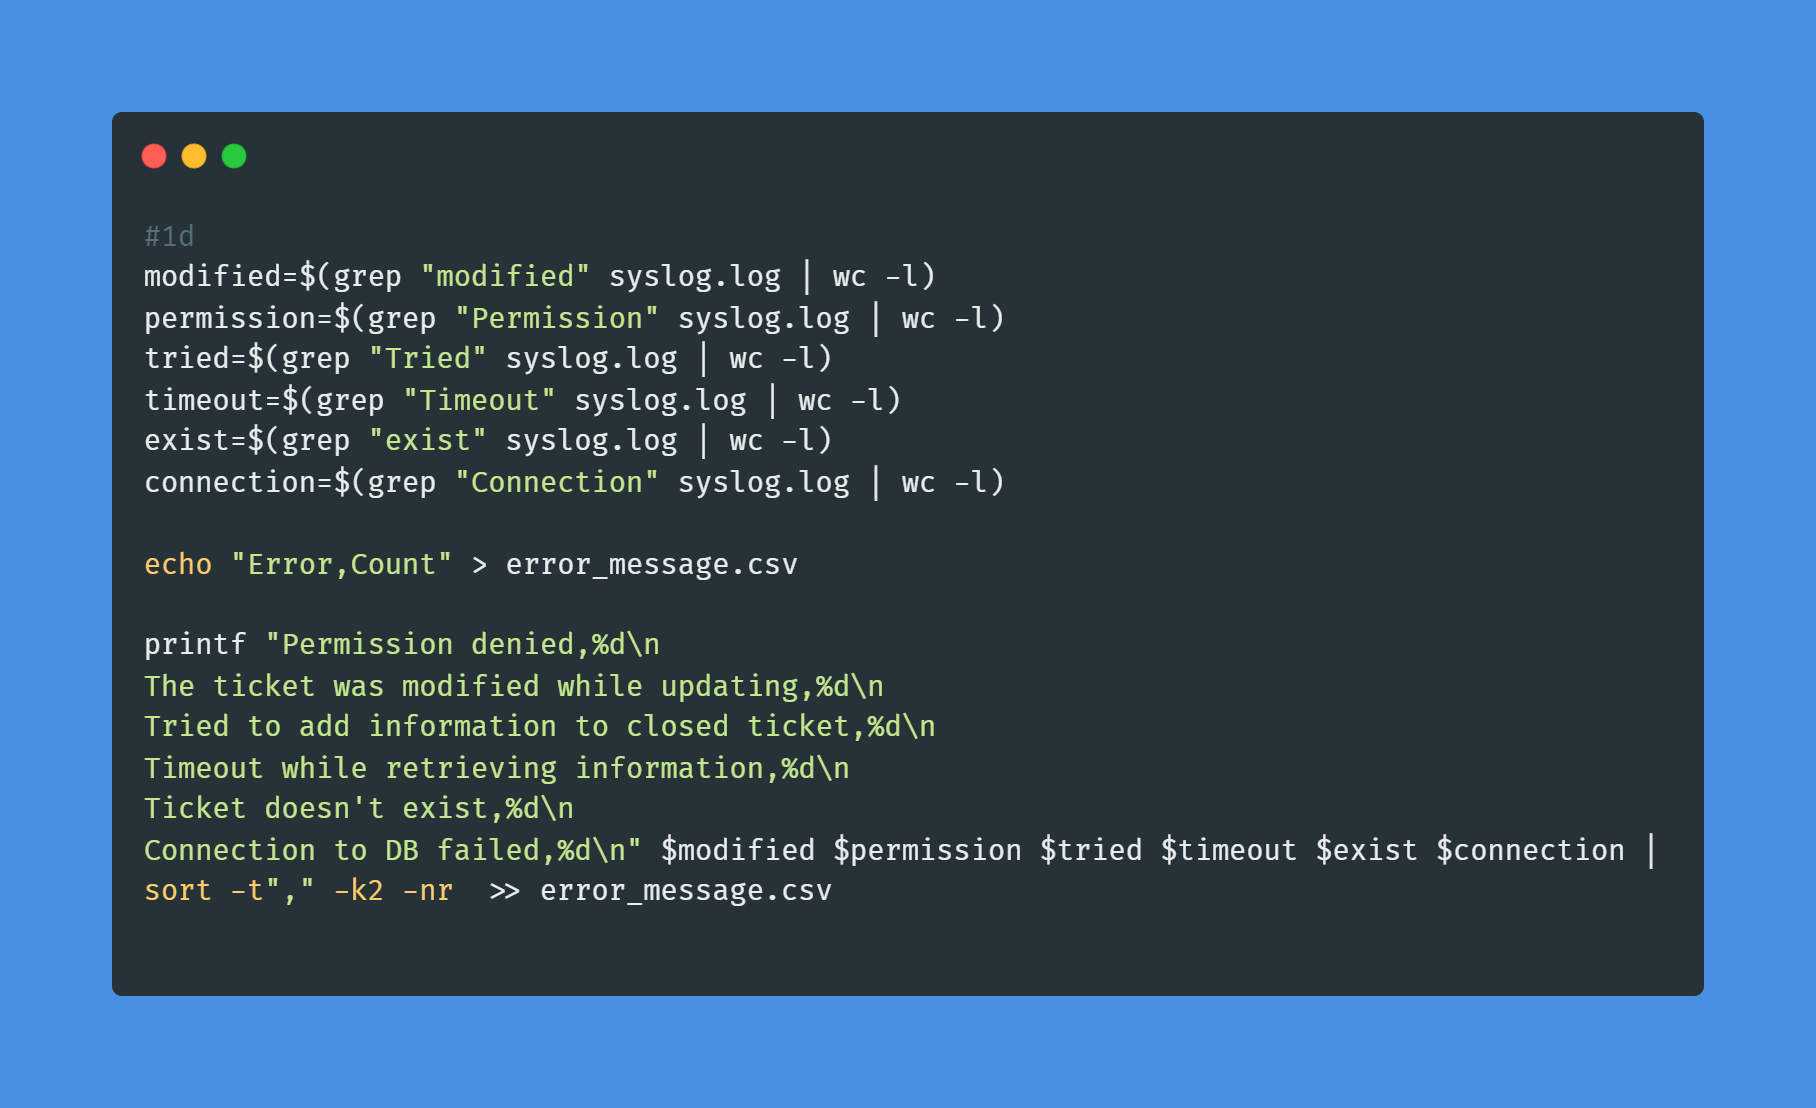 #1d
modified=$(grep "modified" syslog.log | wc -l)
permission=$(grep "Permission" syslog.log | wc -l)
tried=$(grep "Tried" syslog.log | wc -l)
timeout=$(grep "Timeout" syslog.log | wc -l)
exist=$(grep "exist" syslog.log | wc -l)
connection=$(grep "Connection" syslog.log | wc -l)
echo "Error,Count" > error_message.csv
printf "Permission denied,%d\n
The ticket was modified while updating,%d\n
Tried to add information to closed ticket,%d\n
Timeout while retrieving information,%d\n
Ticket doesn't exist,%d\n
Connection to DB failed,%d\n" $modified $permission $tried $timeout $exist $connection |
sort -t"," -k2 -nr  >> error_message.csv